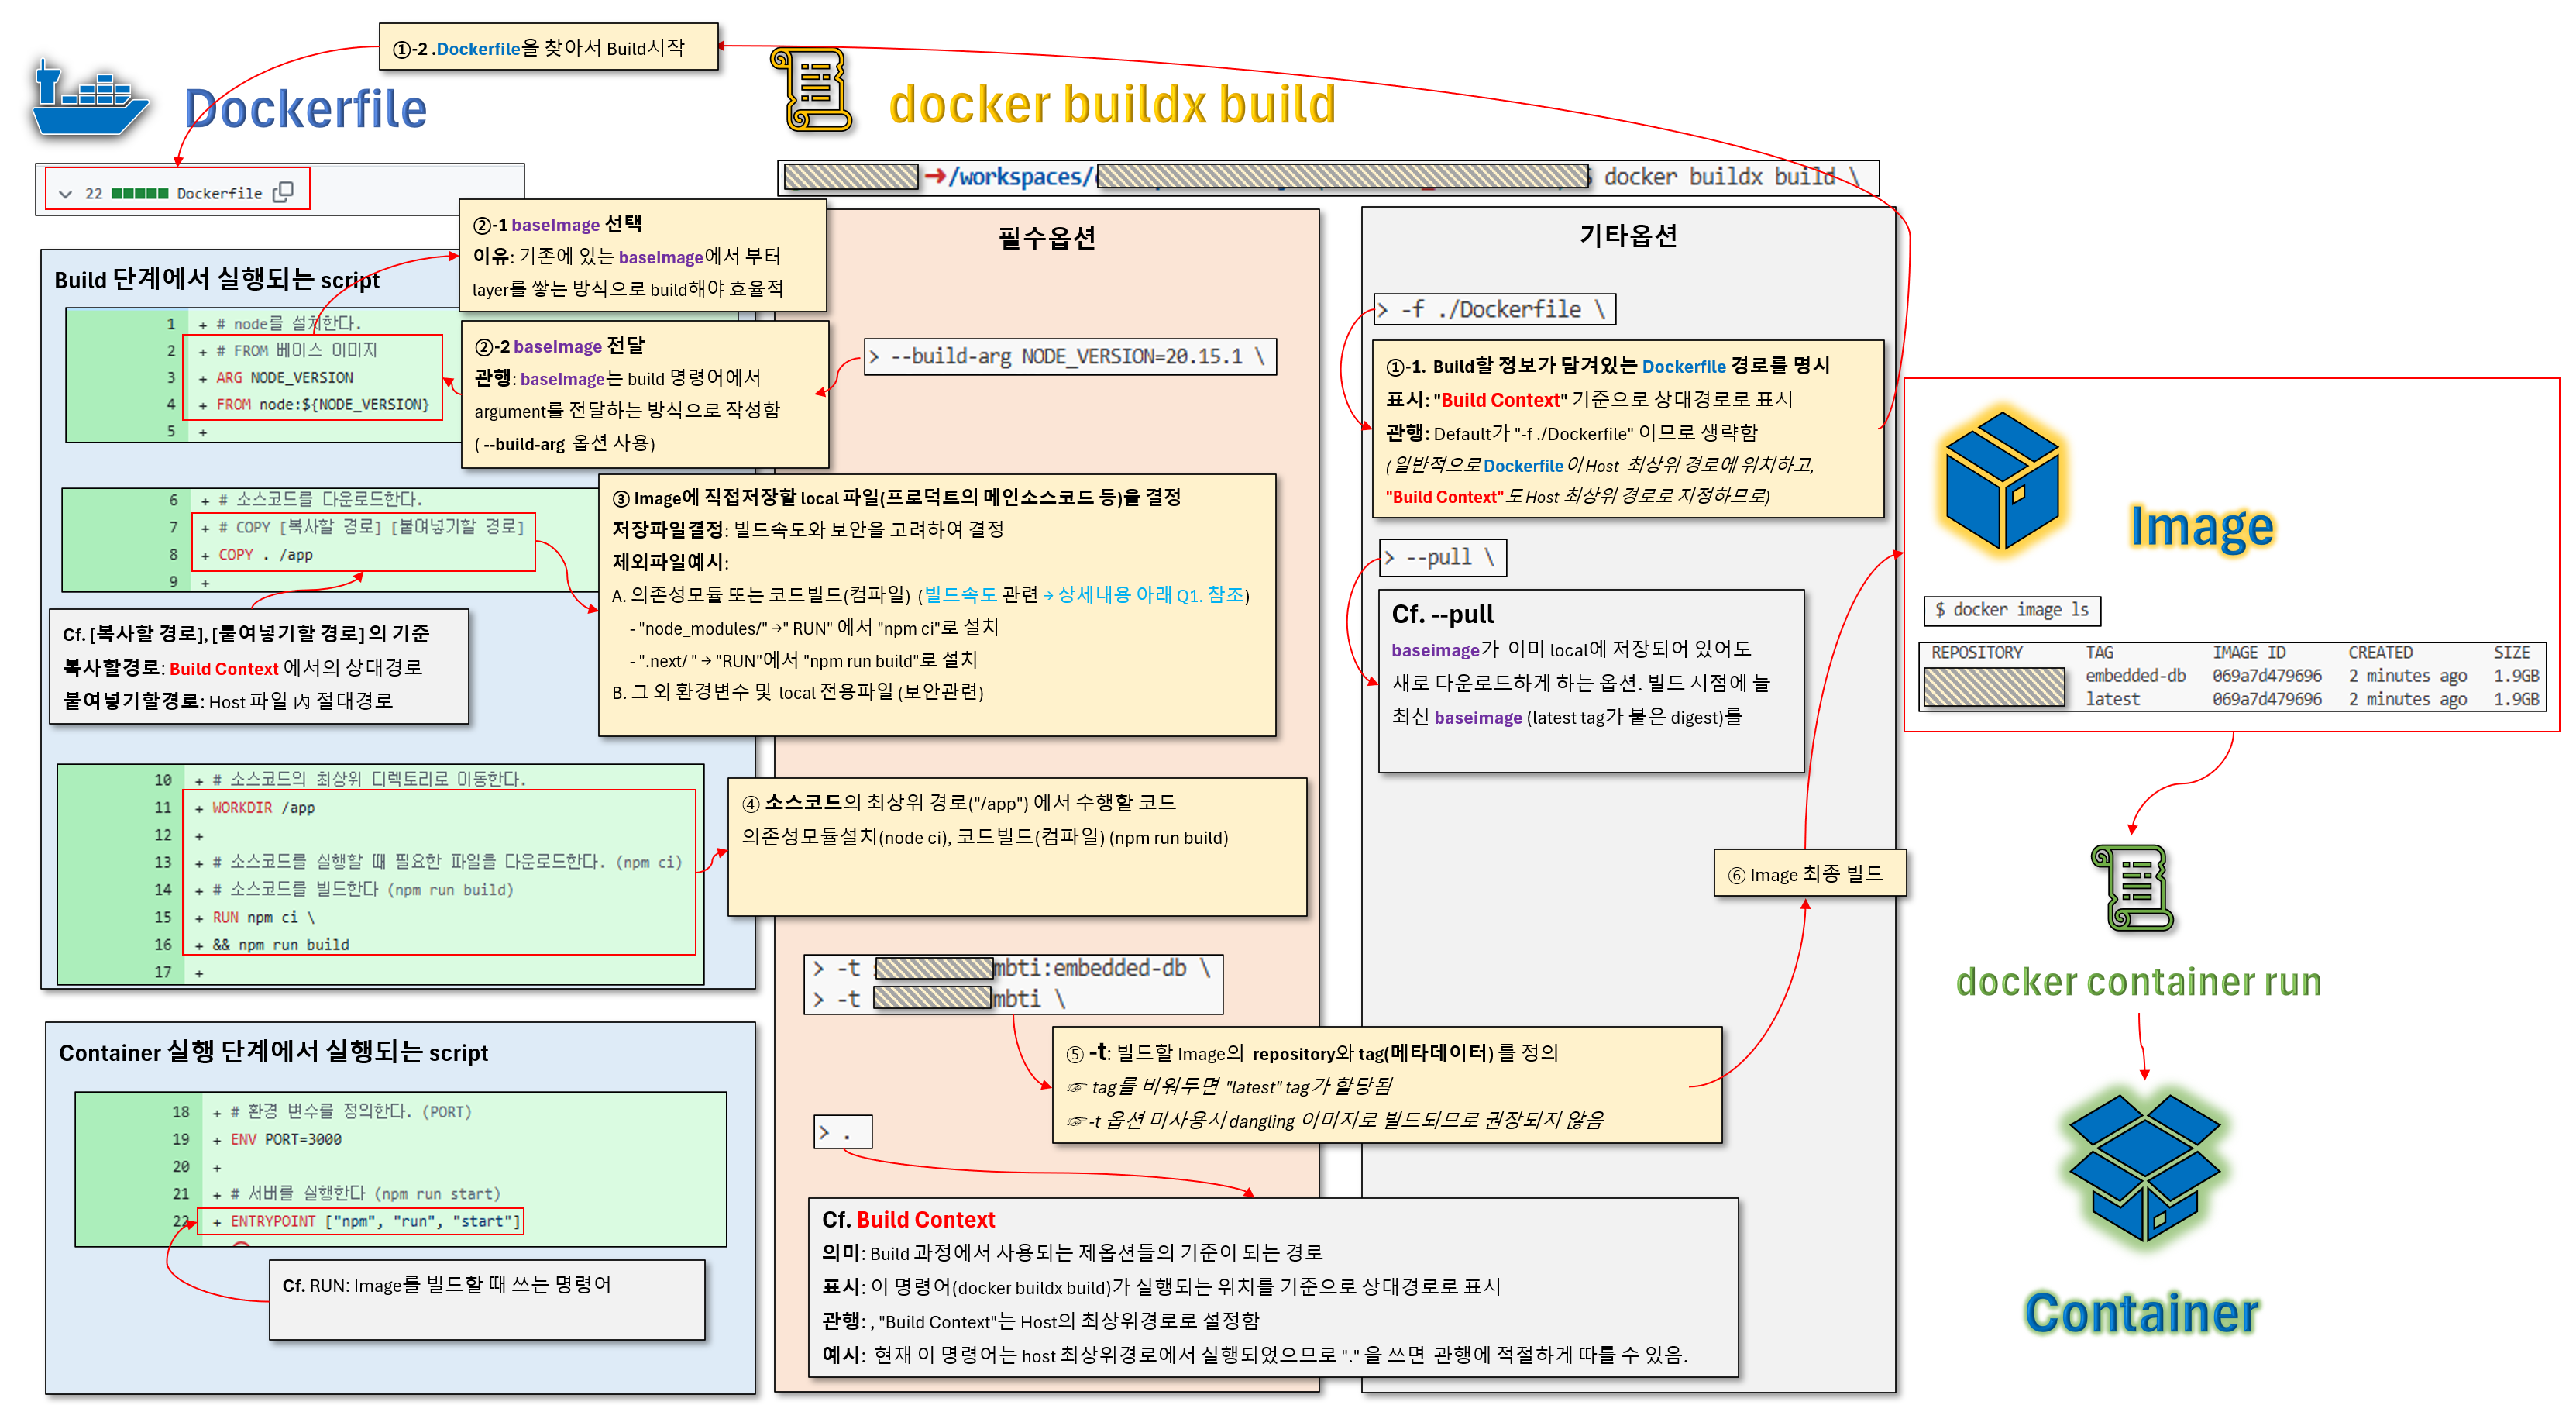 ①-2 .Dockerfile을 찾아서 Build시작
Dockerfile
docker buildx build
22 Dockerfile
→/workspaces/
docker buildx build \
Build 단계에서 실행되는 script
1 + # node를 설치한다.
2 + # FROM 베이스 이미지
3 + ARG NODE_VERSION
4 + FROM node:${NODE_VERSION}
5 +
②-1 baseImage 선택
이유: 기존에 있는 baseImage에서 부터
layer를 쌓는 방식으로 build해야 효율적
②-2 baseImage 전달
관행: baseImage는 build 명령어에서
argument를 전달하는 방식으로 작성함
( --build-arg 옵션 사용)
6 + # 소스코드를 다운로드한다.
7 + # COPY [복사할 경로] [붙여넣기할 경로]
8 + COPY . /app
9 +
Cf. [복사할 경로], [붙여넣기할 경로] 의 기준
복사할경로: Build Context 에서의 상대경로
붙여넣기할경로: Host 파일 內 절대경로
③ Image에 직접저장할 local 파일(프로덕트의 메인소스코드 등)을 결정
저장파일결정: 빌드속도와 보안을 고려하여 결정
제외파일예시:
A. 의존성모듈 또는 코드빌드(컴파일) (빌드속도 관련 → 상세내용 아래 Q1. 참조)
- "node_modules/" →" RUN" 에서 "npm ci"로 설치
- ".next/ " → "RUN"에서 "npm run build"로 설치
B. 그 외 환경변수 및 local 전용파일 (보안관련)
10 + # 소스코드의 최상위 디렉토리로 이동한다.
11 + WORKDIR /app
12 +
13 + # 소스코드를 실행할 때 필요한 파일을 다운로드한다. (npm ci)
14 + # 소스코드를 빌드한다 (npm run build)
15 + RUN npm ci \
16 + && npm run build
17 +
④ 소스코드의 최상위 경로("/app") 에서 수행할 코드
의존성모듈설치(node ci), 코드빌드(컴파일) (npm run build)
Container 실행 단계에서 실행되는 script
18 + # 환경 변수를 정의한다. (PORT)
19 + ENV PORT=3000
20 +
21 + # 서버를 실행한다 (npm run start)
22 + ENTRYPOINT ["npm", "run", "start"]
Cf. RUN: Image를 빌드할 때 쓰는 명령어
필수옵션
> --build-arg NODE_VERSION=20.15.1 \
> -t mbti:embedded-db \
> -t mbti \
⑤ -t: 빌드할 Image의 repository와 tag(메타데이터) 를 정의
☞ tag를 비워두면 "latest" tag가 할당됨
☞ -t 옵션 미사용시 dangling 이미지로 빌드되므로 권장되지 않음
> .
Cf. Build Context
의미: Build 과정에서 사용되는 제옵션들의 기준이 되는 경로
표시: 이 명령어(docker buildx build)가 실행되는 위치를 기준으로 상대경로로 표시
관행: , "Build Context"는 Host의 최상위경로로 설정함
예시: 현재 이 명령어는 host 최상위경로에서 실행되었으므로 "." 을 쓰면 관행에 적절하게 따를 수 있음.
기타옵션
> -f ./Dockerfile \
①-1. Build할 정보가 담겨있는 Dockerfile 경로를 명시
표시: "Build Context" 기준으로 상대경로로 표시
관행: Default가 "-f ./Dockerfile" 이므로 생략함
( 일반적으로 Dockerfile 이 Host 최상위 경로에 위치하고,
"Build Context" 도 Host 최상위 경로로 지정하므로)
> --pull \
Cf. --pull
baseimage가 이미 local에 저장되어 있어도
새로 다운로드하게 하는 옵션. 빌드 시점에 늘
최신 baseimage (latest tag가 붙은 digest)를
⑥ Image 최종 빌드
Image
$ docker image ls
REPOSITORY TAG IMAGE ID CREATED SIZE
embedded-db 069a7d479696 2 minutes ago 1.9GB
latest 069a7d479696 2 minutes ago 1.9GB
docker container run
Container